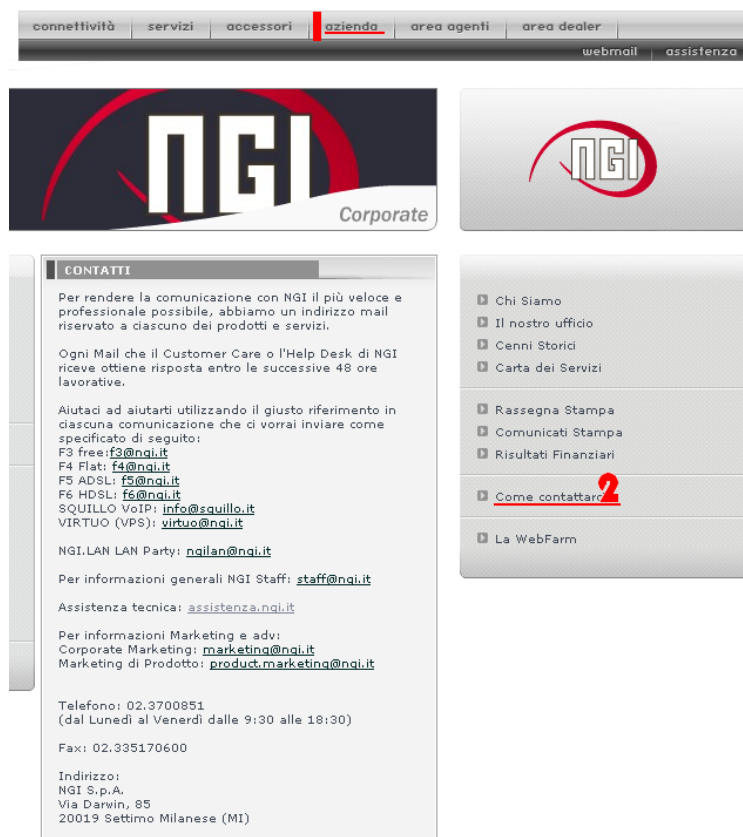 connettività servizi accessori azienda area agenti area dealer
webmail assistenza
NGI
Corporate
NGI
CONTATTI
Per rendere la comunicazione con NGI il più veloce e
professionale possibile, abbiamo un indirizzo mail
riservato a ciascuno dei prodotti e servizi.
Ogni Mail che il Customer Care o l'Help Desk di NGI
riceve ottiene risposta entro le successive 48 ore
lavorative.
Aiutaci ad aiutarti utilizzando il giusto riferimento in
ciascuna comunicazione che ci vorrai inviare come
specificato di seguito:
F3 free:f3@ngi.it
F4 Flat: f4@ngi.it
F5 ADSL: f5@ngi.it
F6 HDSL: f6@ngi.it
SQUILLO VoIP: info@squillo.it
VIRTUO (VPS): virtuo@ngi.it
NGI.LAN LAN Party: ngilan@ngi.it
Per informazioni generali NGI Staff: staff@ngi.it
Assistenza tecnica: assistenza.ngi.it
Per informazioni Marketing e adv:
Corporate Marketing: marketing@ngi.it
Marketing di Prodotto: product.marketing@ngi.it
Telefono: 02.3700851
(dal Lunedì al Venerdì dalle 9:30 alle 18:30)
Fax: 02.335170600
Indirizzo:
NGI S.p.A.
Via Darwin, 85
20019 Settimo Milanese (MI)
Chi Siamo
Il nostro ufficio
Cenni Storici
Carta dei Servizi
Rassegna Stampa
Comunicati Stampa
Risultati Finanziari
Come contattarc 2
La WebFarm